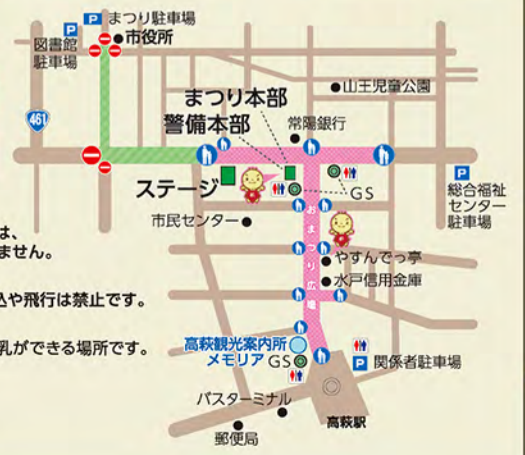 P まつり駐車場
P
図書館
駐車場
市役所
山王児童公園
461
まつり本部
警備本部
常陽銀行
ステージ
GS
P
総合福祉
センター
駐車場
市民センター
おまつり広場
は、
ません。
やすんでっ亭
水戸信用金庫
込や飛行は禁止です。
乳ができる場所です。
高萩観光案内所
メモリア
GS
P 関係者駐車場
バスターミナル
高萩駅
郵便局